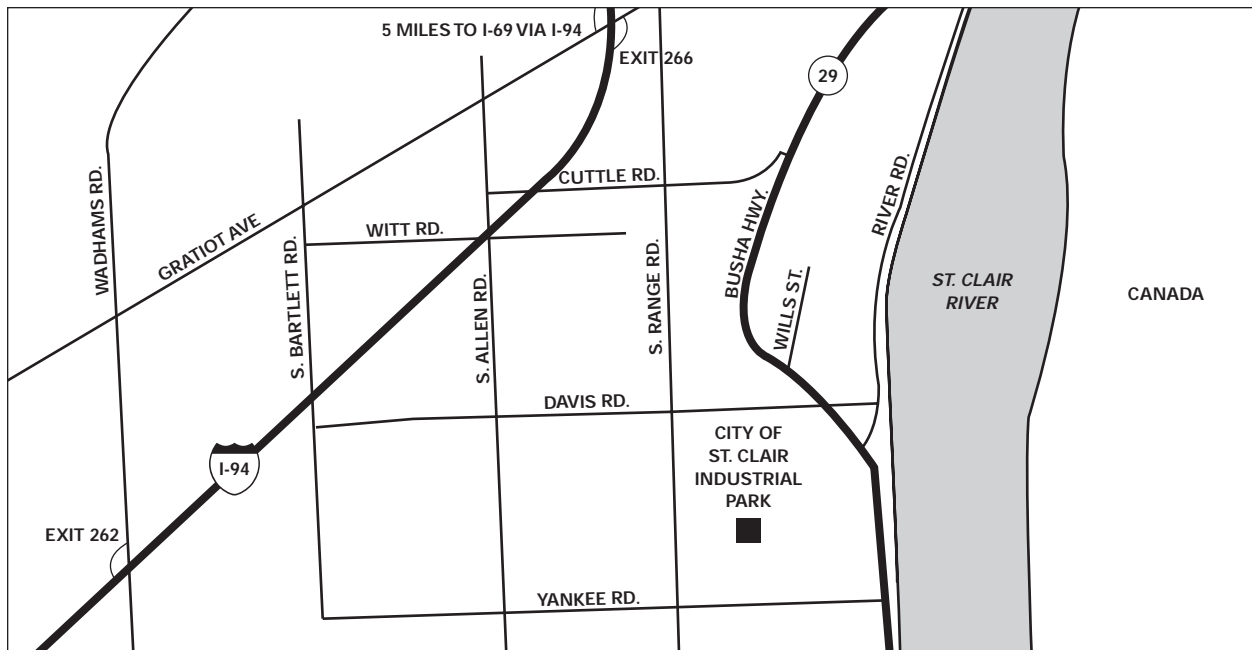 5 MILES TO I-69 VIA I-94
EXIT 266
29
CUTTLE RD.
WADHAMS RD.
GRATIOT AVE
WITT RD.
RIVER RD.
S. BARTLETT RD.
S. ALLEN RD.
S. RANGE RD.
BUSHA HWY.
WILLS ST.
ST. CLAIR
RIVER
CANADA
DAVIS RD.
CITY OF
ST. CLAIR
INDUSTRIAL
PARK
I-94
EXIT 262
YANKEE RD.